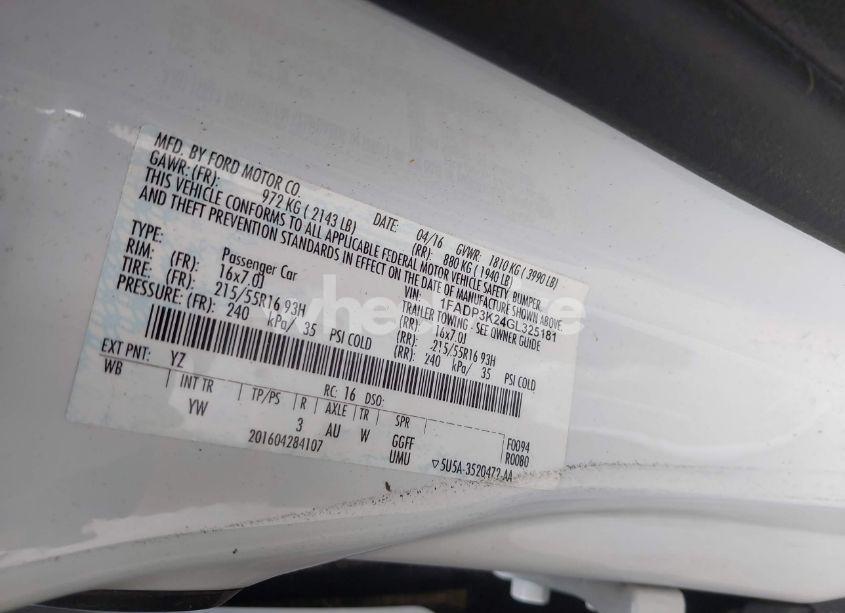 MFD. BY FORD MOTOR CO.
DATE: 04/16 GVWR: 1810 KG ( 3990 LB)
GAWR: (FR): 972 KG ( 2143 LB) (RR): 880 KG ( 1940 LB)
THIS VEHICLE CONFORMS TO ALL APPLICABLE FEDERAL MOTOR VEHICLE SAFETY, BUMPER
AND THEFT PREVENTION STANDARDS IN EFFECT ON THE DATE OF MANUFACTURE SHOWN ABOVE.
VIN: 1FADP3K24GL325181
TYPE: Passenger Car TRAILER TOWING - SEE OWNER GUIDE
RIM: (FR): 16x7.0J (RR): 16x7.0J
TIRE: (FR): 215/55R16 93H (RR): 215/55R16 93H
PRESSURE: (FR): 240 kPa/ 35 PSI COLD (RR): 240 kPa/ 35 PSI COLD
EXT PNT: YZ RC: 16 DSO:
WB INT TR TP/PS R AXLE TR SPR
YW 3 AU W GGFF F0094
201604284107 UMU R0080
▽5U5A-3520472-AA